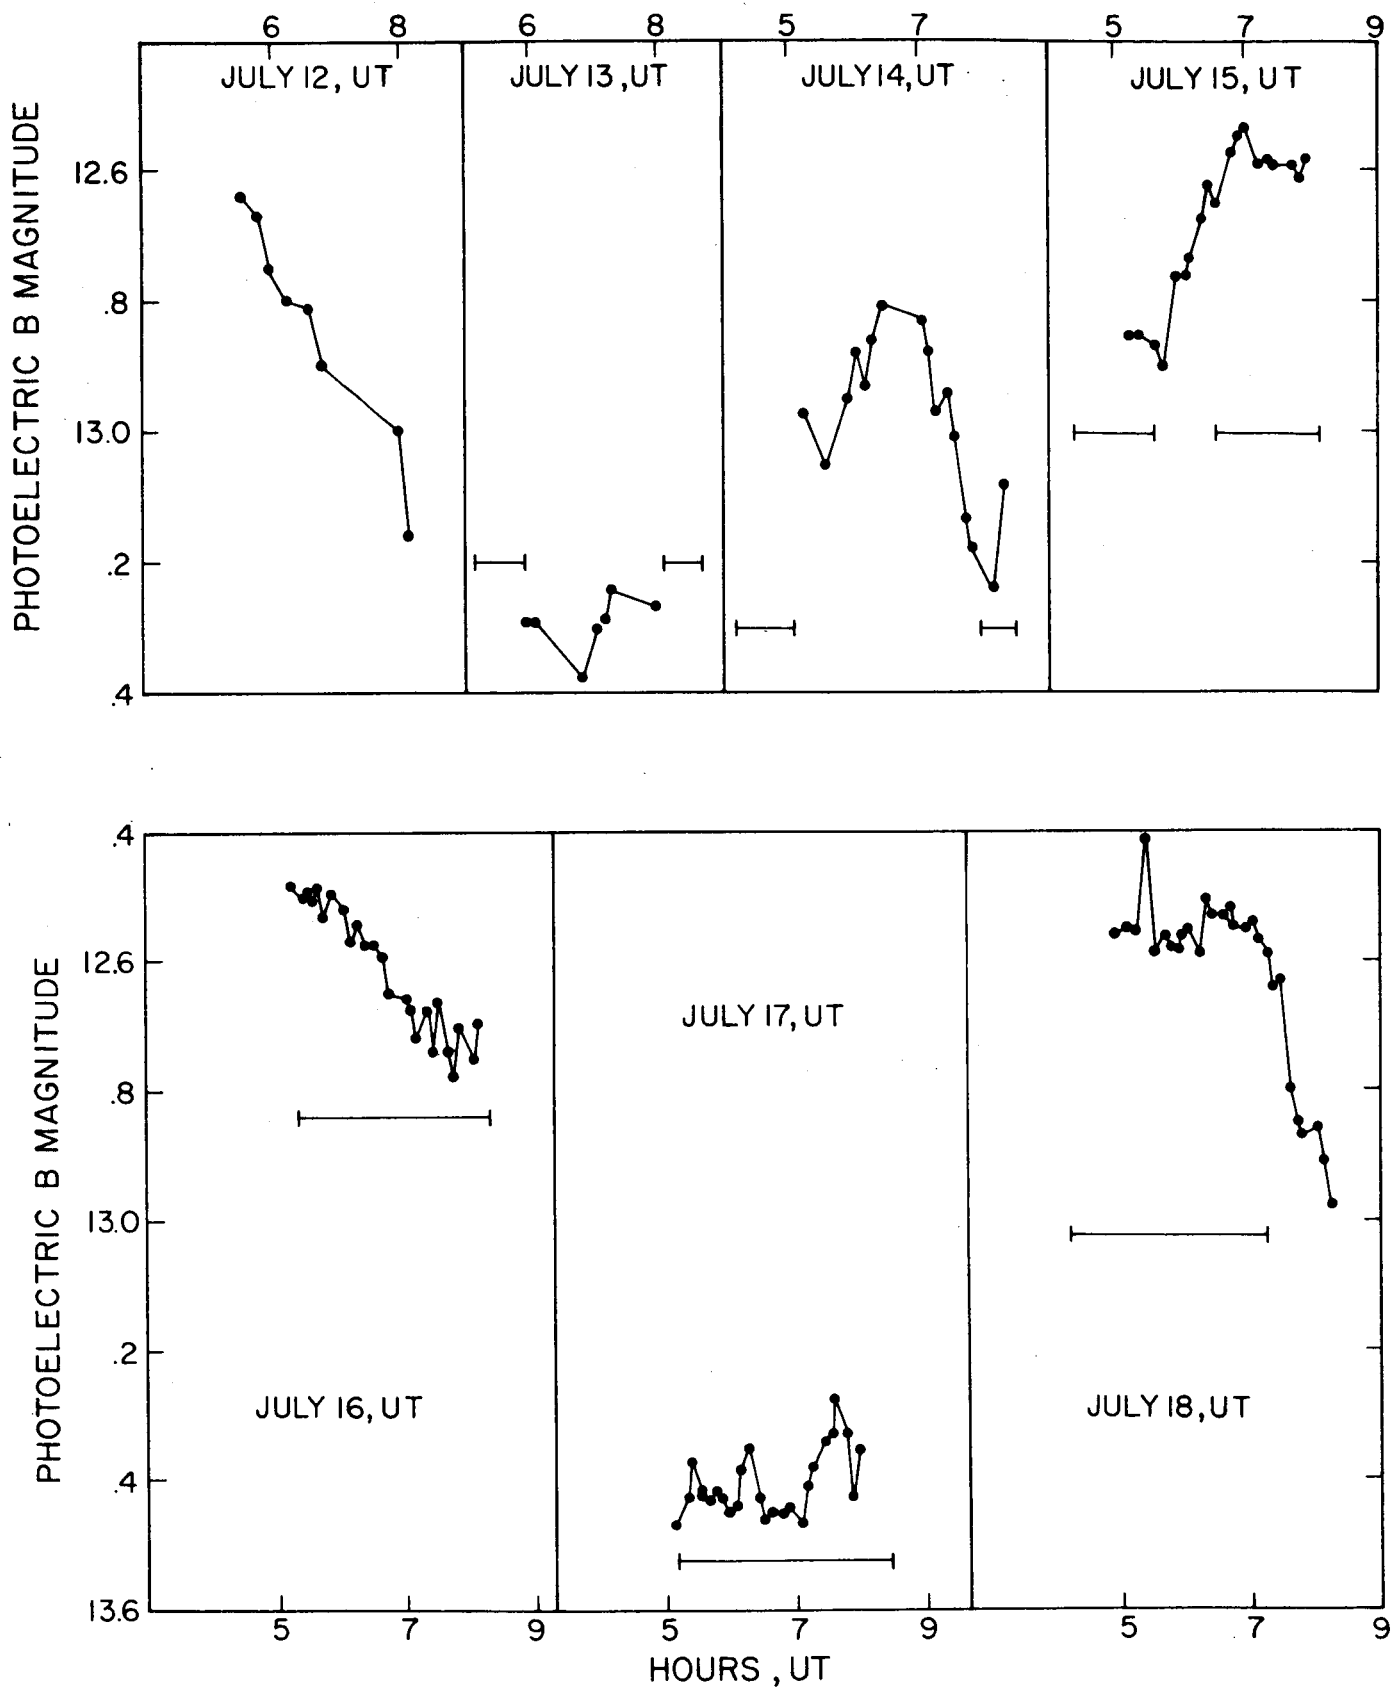 6 8 6 8 5 7 5 7 9
JULY 12, UT JULY 13, UT JULY 14, UT JULY 15, UT
PHOTOELECTRIC B MAGNITUDE
12.6
.8
13.0
.2
.4
PHOTOELECTRIC B MAGNITUDE
.4
12.6
.8
13.0
.2
.4
13.6
JULY 17, UT
JULY 16, UT JULY 18, UT
5 7 9 5 7 9 5 7 9
HOURS, UT